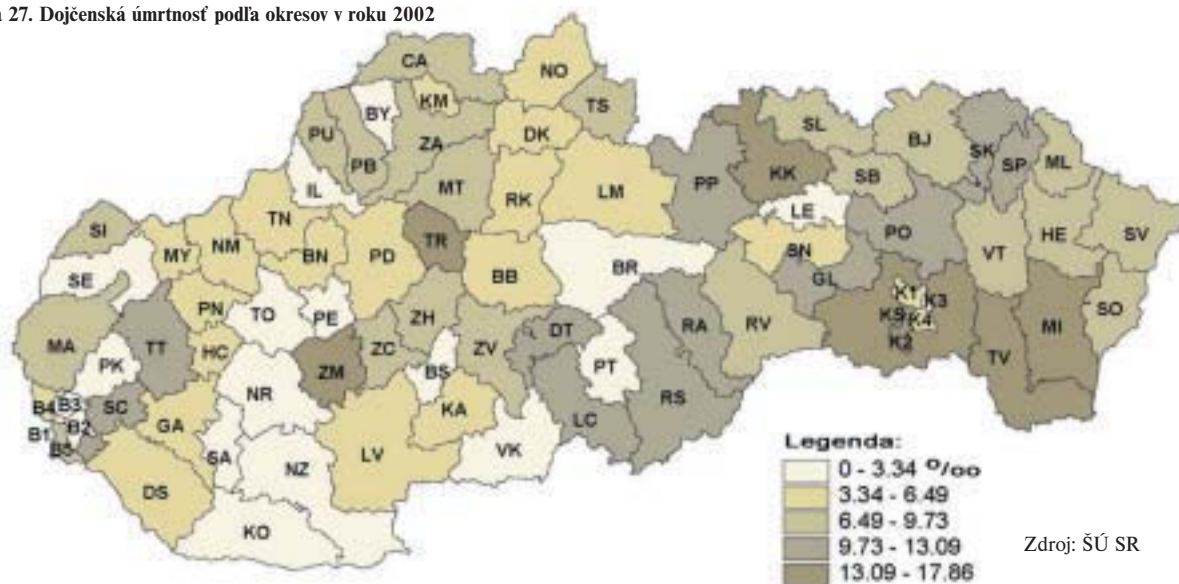 27. Dojčenská úmrtnosť podľa okresov v roku 2002
CA
NO
BY
KM
TS
PU
ZA
DK
SL
BJ
PB
SK
SP
ML
IL
MT
RK
LM
PP
KK
SB
TN
LE
SI
NM
BN
PD
TR
PO
HE
SV
MY
SN
VT
SE
BB
BR
GL
PN
TO
PE
ZH
K1
K3
SO
MA
TT
HC
ZC
ZV
DT
RA
RV
KS
K4
MI
PK
ZM
BS
PT
K2
TV
B4
B3
SC
NR
KA
RS
B1
B2
GA
LC
B5
SA
NZ
LV
VK
DS
KO
Legenda:
0 - 3.34 º/oo
3.34 - 6.49
6.49 - 9.73
9.73 - 13.09
13.09 - 17.86
Zdroj: ŠÚ SR